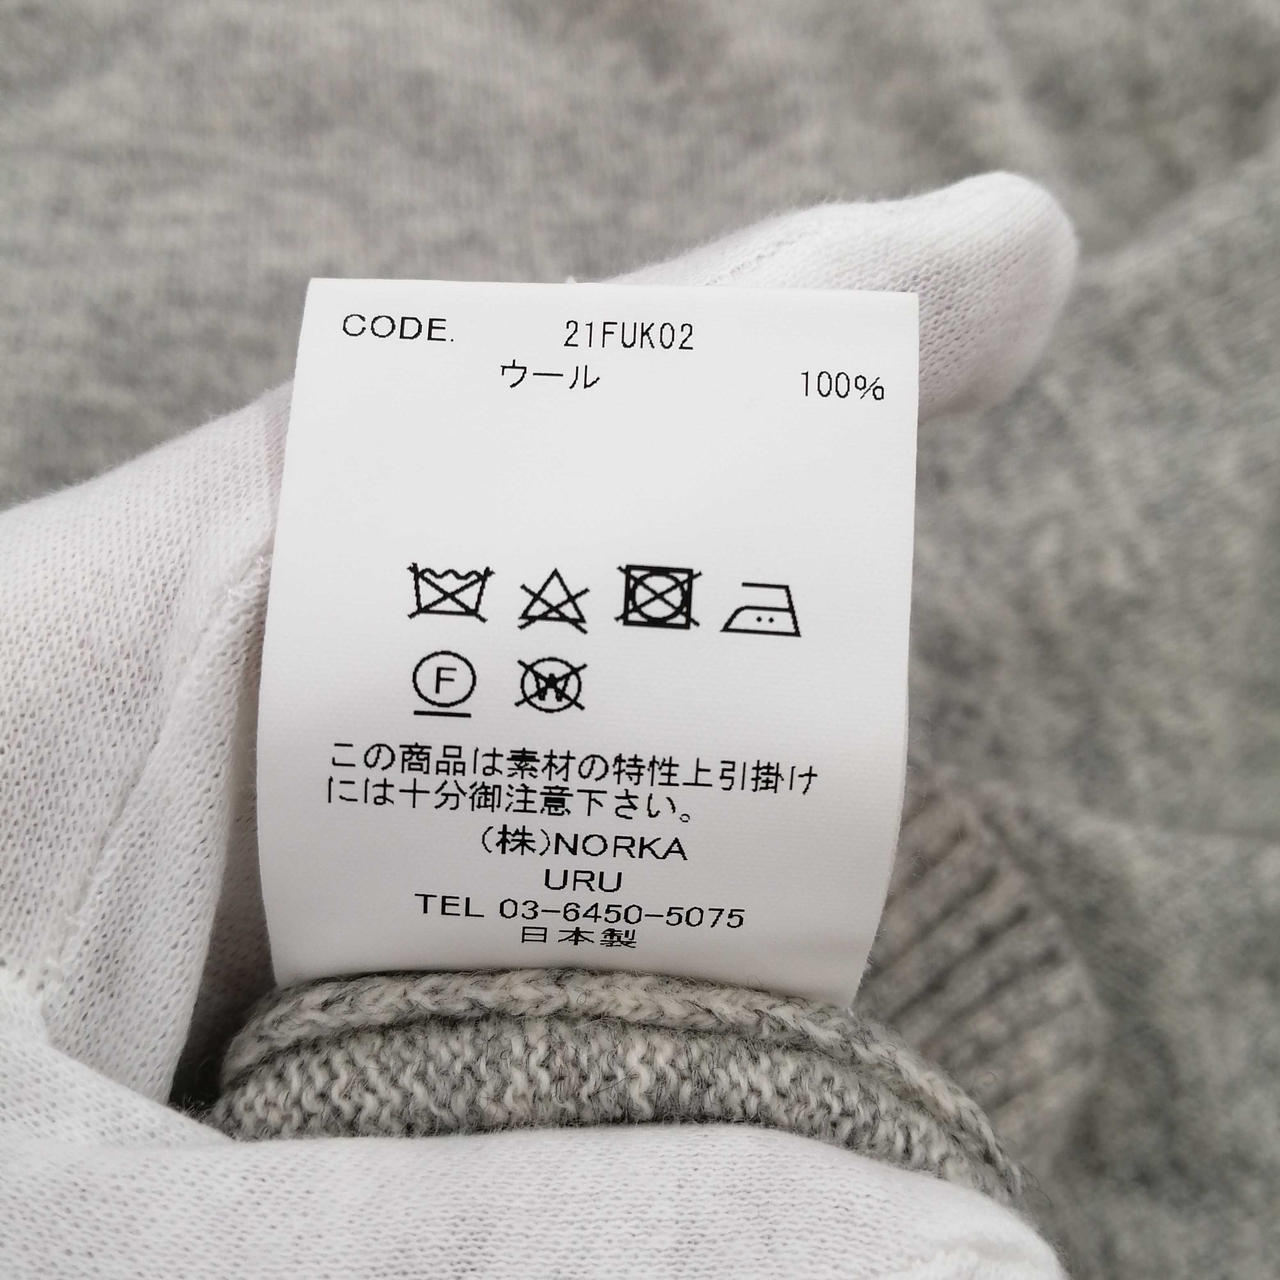 CODE. 21FUK02
ウール 100%
F
W
この商品は素材の特性上引掛け
には十分御注意下さい。
(株)NORKA
URU
TEL 03-6450-5075
日本製